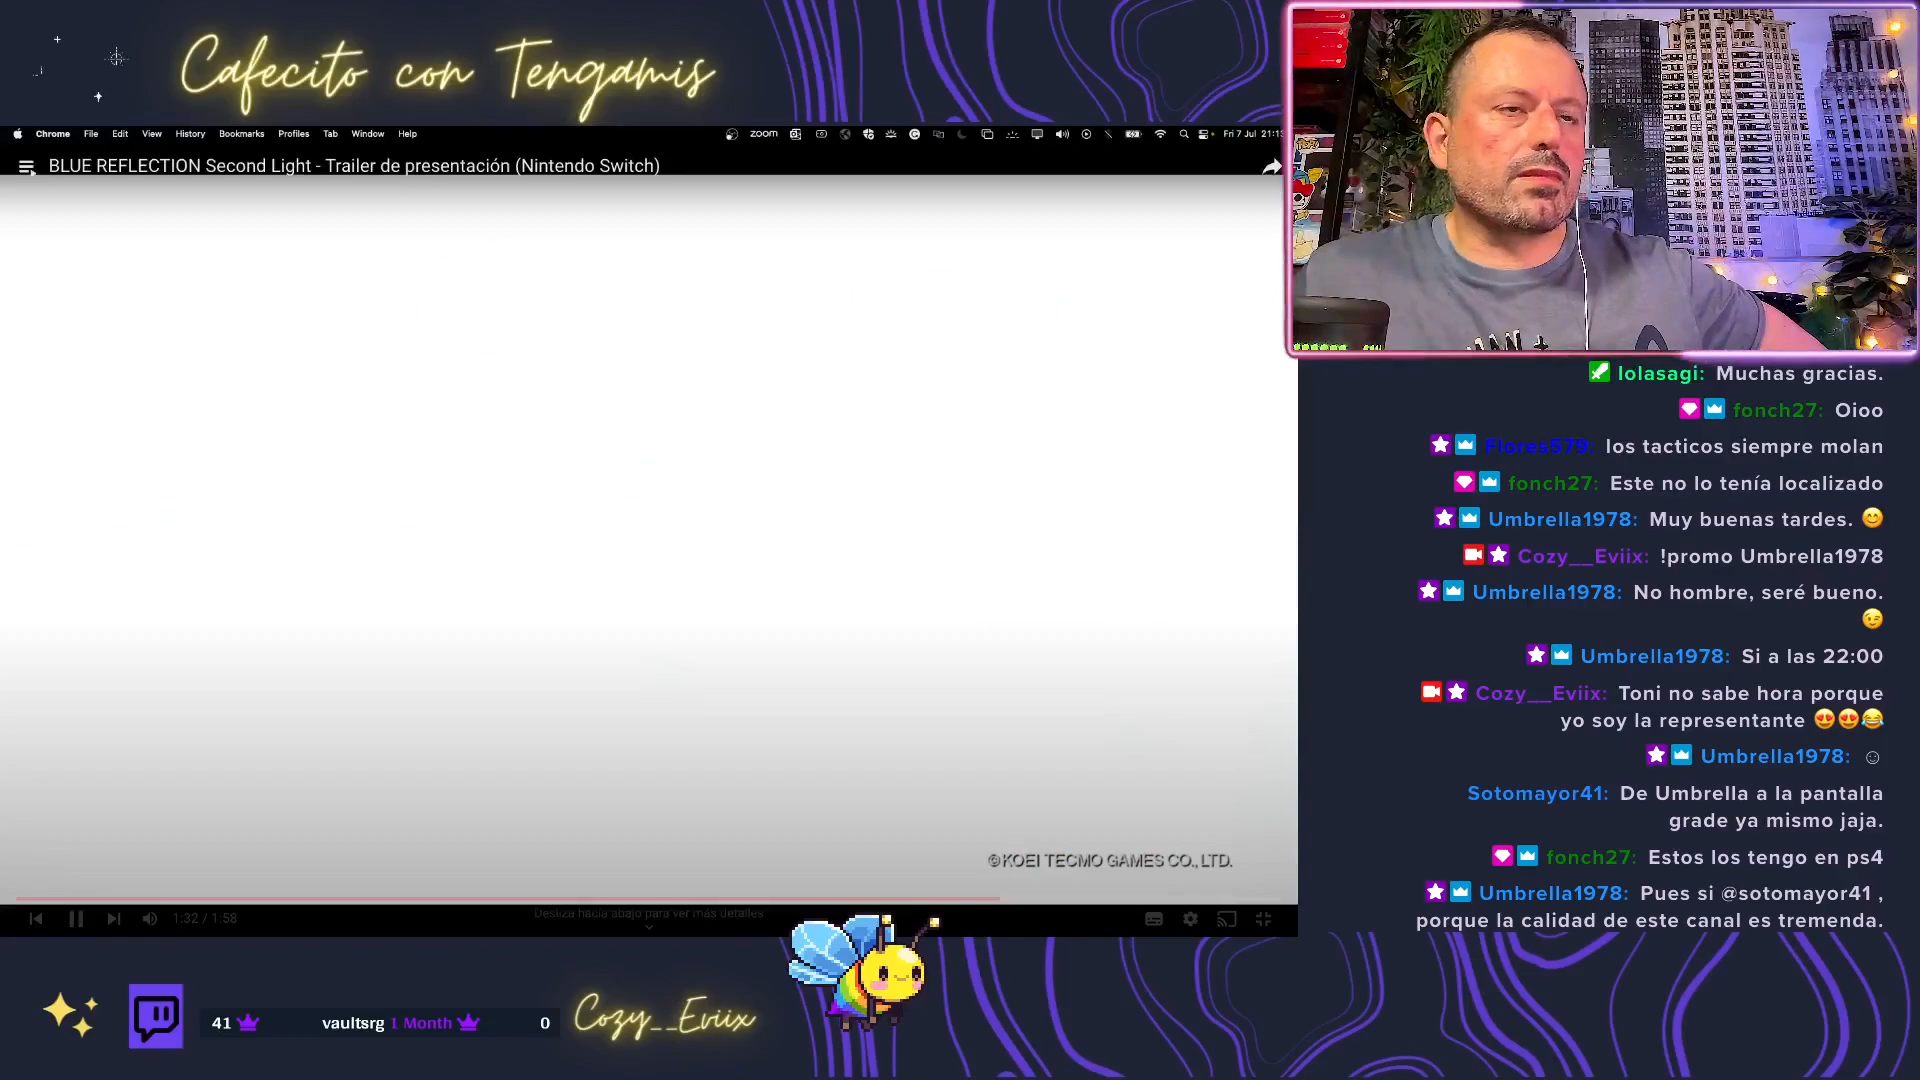 Cafecito con Tengamis
Chrome File Edit View History Bookmarks Profiles Tab Window Help
zoom Fri 7 Jul 21:13
BLUE REFLECTION Second Light - Trailer de presentación (Nintendo Switch)
©KOEI TECMO GAMES CO., LTD.
1:32 / 1:58
Desliza hacia abajo para ver más detalles
lolasagi: Muchas gracias.
fonch27: Oioo
Flores579: los tacticos siempre molan
fonch27: Este no lo tenía localizado
Umbrella1978: Muy buenas tardes. 😊
Cozy__Eviix: !promo Umbrella1978
Umbrella1978: No hombre, seré bueno.
😉
Umbrella1978: Si a las 22:00
Cozy__Eviix: Toni no sabe hora porque
yo soy la representante 😍😍😂
Umbrella1978: ☺
Sotomayor41: De Umbrella a la pantalla
grade ya mismo jaja.
fonch27: Estos los tengo en ps4
Umbrella1978: Pues si @sotomayor41 ,
porque la calidad de este canal es tremenda.
41 vaultsrg 1 Month 0
Cozy__Eviix